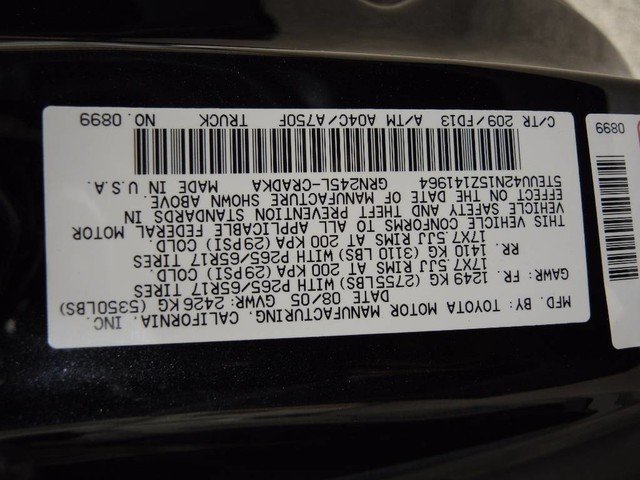 MFD. BY: TOYOTA MOTOR MANUFACTURING, CALIFORNIA, INC.
DATE 08/05 GVWR: 2426KG (5350LBS)
GAWR: FR. 1249 KG (2755LBS) WITH P265/65R17 TIRES
17X7.5JJ RIMS AT 200 KPA (29PSI) COLD
RR. 1410 KG (3110 LBS) WITH P265/65R17 TIRES
17X7.5JJ RIMS AT 200 KPA (29PSI) COLD.
THIS VEHICLE CONFORMS TO ALL APPLICABLE FEDERAL MOTOR
VEHICLE SAFETY AND THEFT PREVENTION STANDARDS IN
EFFECT ON THE DATE OF MANUFACTURE SHOWN ABOVE.
5TEUU42N15Z141964 GRN245L-CRADKA MADE IN U.S.A.
C/TR 209/FD13 A/TM A04C/A750F TRUCK NO. 0899
0899